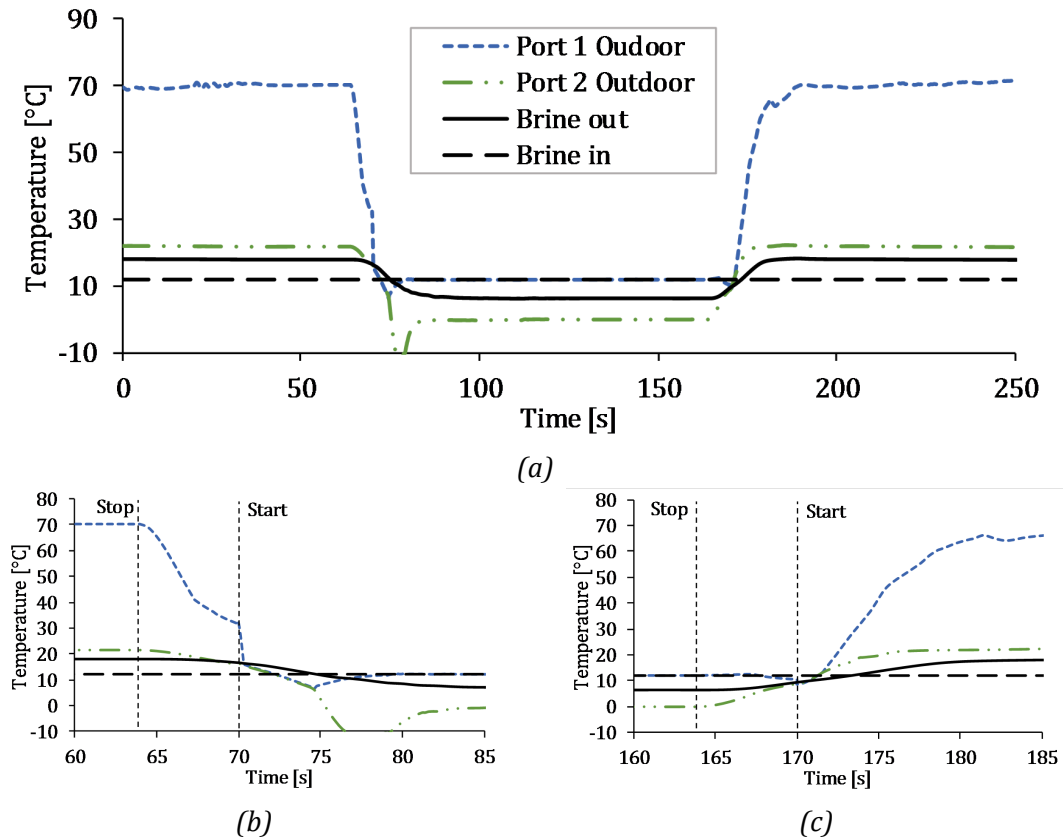 90
70
50
30
10
-10
Temperature [°C]
Port 1 Oudoor
Port 2 Outdoor
Brine out
Brine in
0 50 100 150 200 250
Time [s]
(a)
80
70
60
50
40
30
20
10
0
-10
Temperature [°C]
Stop
Start
60 65 70 75 80 85
Time [s]
(b)
80
70
60
50
40
30
20
10
0
-10
Temperature [°C]
Stop
Start
160 165 170 175 180 185
Time [s]
(c)